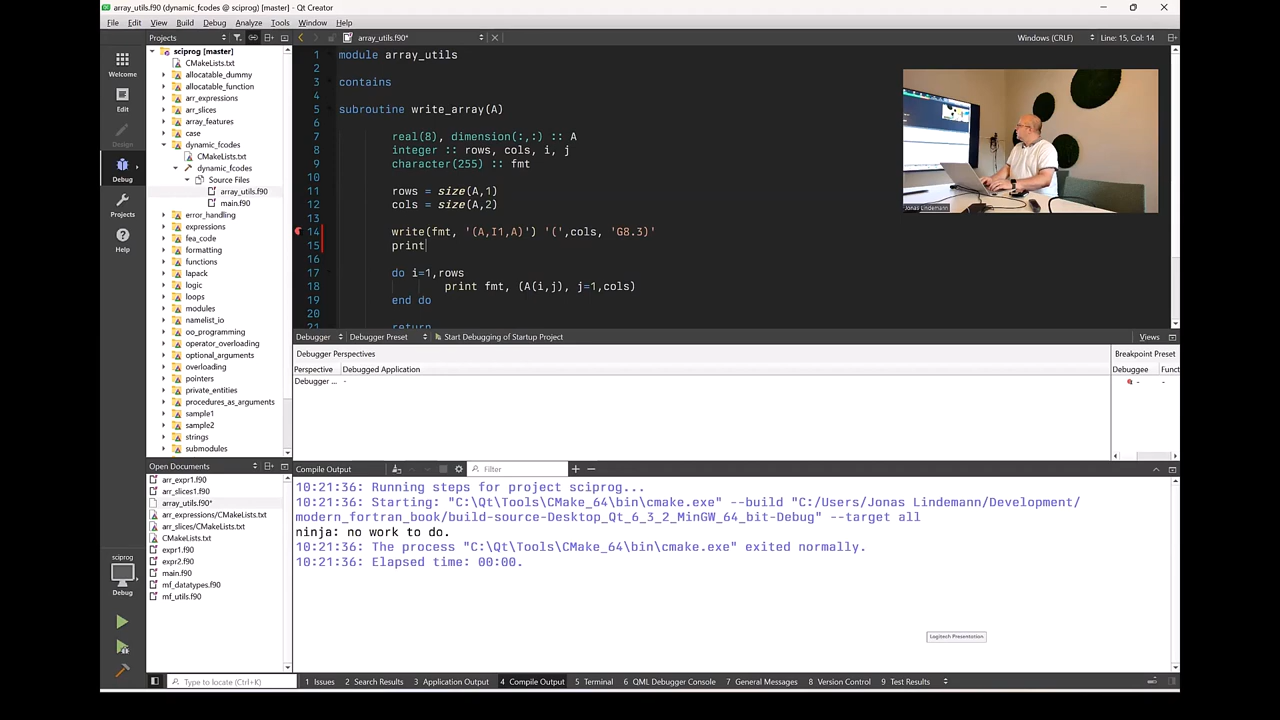 array_utils.f90 (dynamic_fcodes @ sciprog) [master] - Qt Creator
File Edit View Build Debug Analyze Tools Window Help
Projects
array_utils.f90*
Windows (CRLF)
Line: 15, Col: 14
Welcome
Edit
Design
Debug
Projects
Help
sciprog
Debug
sciprog [master]
CMakeLists.txt
allocatable_dummy
allocatable_function
arr_expressions
arr_slices
array_features
case
dynamic_fcodes
CMakeLists.txt
dynamic_fcodes
Source Files
array_utils.f90
main.f90
error_handling
expressions
fea_code
formatting
functions
lapack
logic
loops
modules
namelist_io
oo_programming
operator_overloading
optional_arguments
overloading
pointers
private_entities
procedures_as_arguments
sample1
sample2
strings
submodules
Open Documents
arr_expr1.f90
arr_slices1.f90
array_utils.f90*
arr_expressions/CMakeLists.txt
arr_slices/CMakeLists.txt
CMakeLists.txt
expr1.f90
expr2.f90
main.f90
mf_datatypes.f90
mf_utils.f90
1 module array_utils
2
3 contains
4
5 subroutine write_array(A)
6
7 real(8), dimension(:,:) :: A
8 integer :: rows, cols, i, j
9 character(255) :: fmt
10
11 rows = size(A,1)
12 cols = size(A,2)
13
14 write(fmt, '(A,I1,A)') '(',cols, 'G8.3)'
15 print
16
17 do i=1,rows
18 print fmt, (A(i,j), j=1,cols)
19 end do
20
21 return
Jonas Lindemann
Debugger
Debugger Preset
Start Debugging of Startup Project
Views
Debugger Perspectives
Breakpoint Preset
Perspective Debugged Application
Debuggee Funct
Debugger ... -
- -
Compile Output
Filter
10:21:36: Running steps for project sciprog...
10:21:36: Starting: "C:\Qt\Tools\CMake_64\bin\cmake.exe" --build "C:/Users/Jonas Lindemann/Development/
modern_fortran_book/build-source-Desktop_Qt_6_3_2_MinGW_64_bit-Debug" --target all
ninja: no work to do.
10:21:36: The process "C:\Qt\Tools\CMake_64\bin\cmake.exe" exited normally.
10:21:36: Elapsed time: 00:00.
Logitech Presentation
Type to locate (Ctrl+K)
1 Issues 2 Search Results 3 Application Output 4 Compile Output 5 Terminal 6 QML Debugger Console 7 General Messages 8 Version Control 9 Test Results